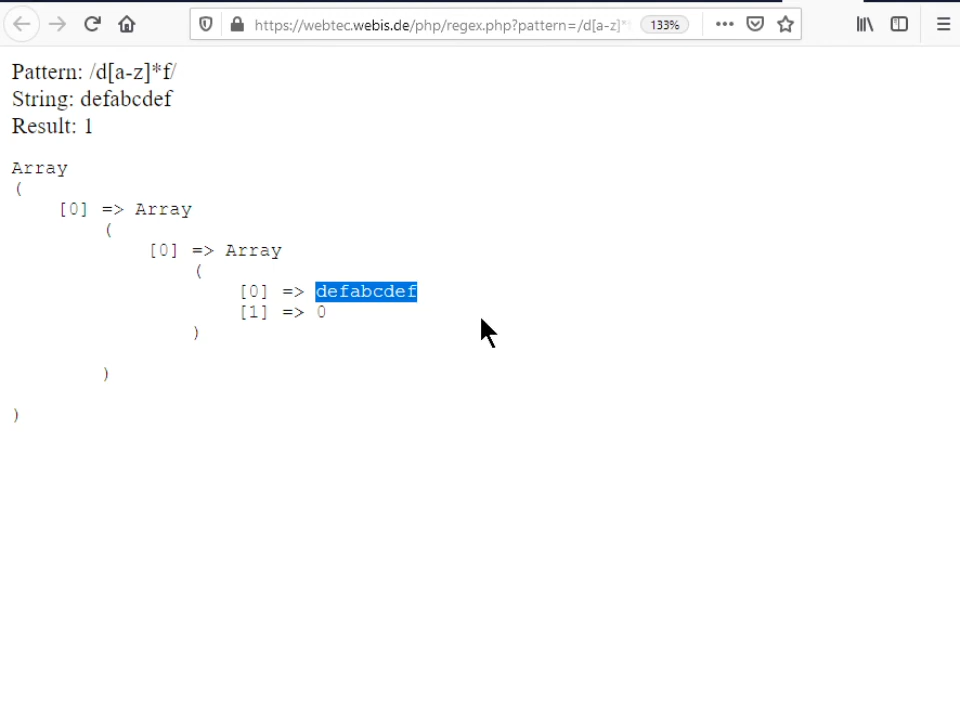 https://webtec.webis.de/php/regex.php?pattern=/d[a-z]* 133%
Pattern: /d[a-z]*f/
String: defabcdef
Result: 1
Array
(
    [0] => Array
        (
            [0] => Array
                (
                    [0] => defabcdef
                    [1] => 0
                )
        )
)